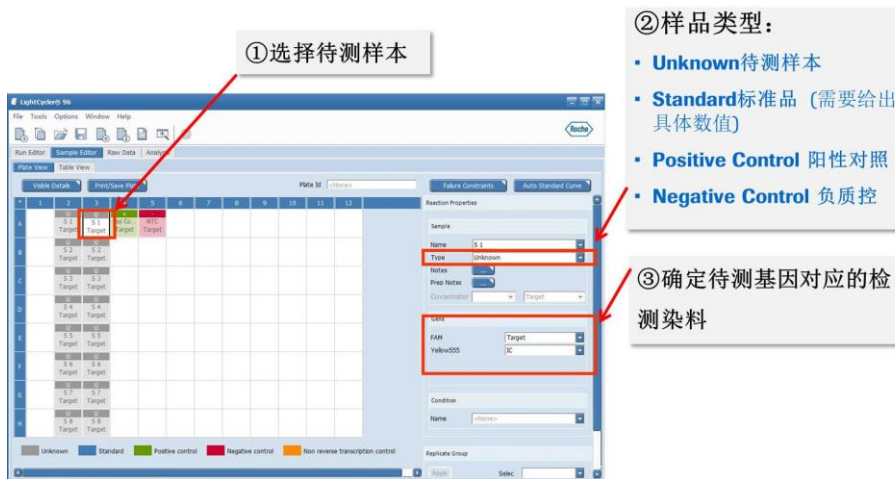 ①选择待测样本
②样品类型：
▪ Unknown待测样本
▪ Standard标准品 (需要给出
具体数值)
▪ Positive Control 阳性对照
▪ Negative Control 负质控
③确定待测基因对应的检
测染料
LightCycler® 96
File Tools Options Window Help
Roche
Run Editor Sample Editor Raw Data Analysis
Plate View Table View
Visible Details Print/Save Plate Plate Id <None> Failure Constraints Auto Standard Curve
1 2 3 4 5 6 7 8 9 10 11 12 Reaction Properties
A
U U + -
S 1 S 1 Pos Co... NTC
Target Target Target Target
B
U U
S 2 S 2
Target Target
C
U U
S 3 S 3
Target Target
D
U U
S 4 S 4
Target Target
E
U U
S 5 S 5
Target Target
F
U U
S 6 S 6
Target Target
G
U U
S 7 S 7
Target Target
H
U U
S 8 S 8
Target Target
Sample
Name S 1
Type Unknown
Notes ...
Prep Notes ...
Concentration Target
Gene
FAM Target
Yellow555 IC
Condition
Name <None>
Replicate Group
Apply Selec
Unknown Standard Positive control Negative control Non reverse transcription control